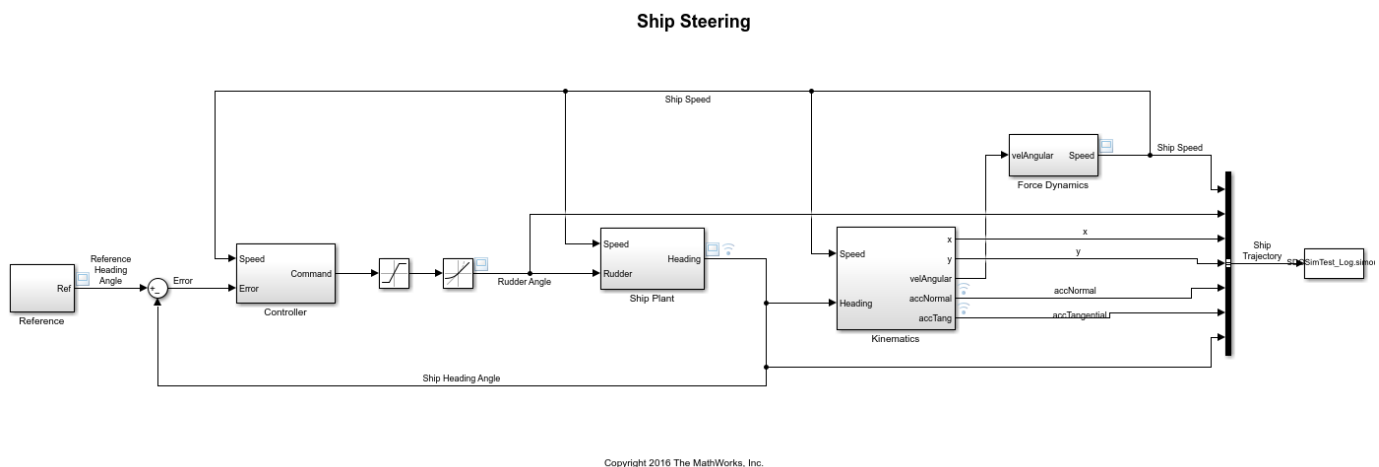 Ship Steering
Ship Speed
velAngular
Speed
Ship Speed
Force Dynamics
Reference
Heading
Angle
Ref
Reference
+
-
Error
Speed
Command
Error
Controller
Rudder Angle
Speed
Heading
Rudder
Ship Plant
Speed
Heading
x
y
velAngular
accNormal
accTang
Kinematics
x
y
accNormal
accTangential
Ship
Trajectory
Ship Heading Angle
Copyright 2016 The MathWorks, Inc.